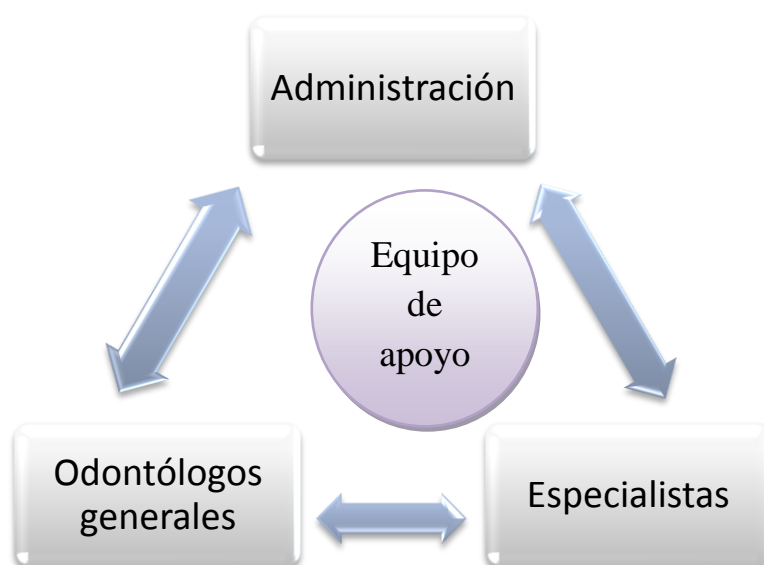 Administración
Equipo
de
apoyo
Odontólogos
generales
Especialistas